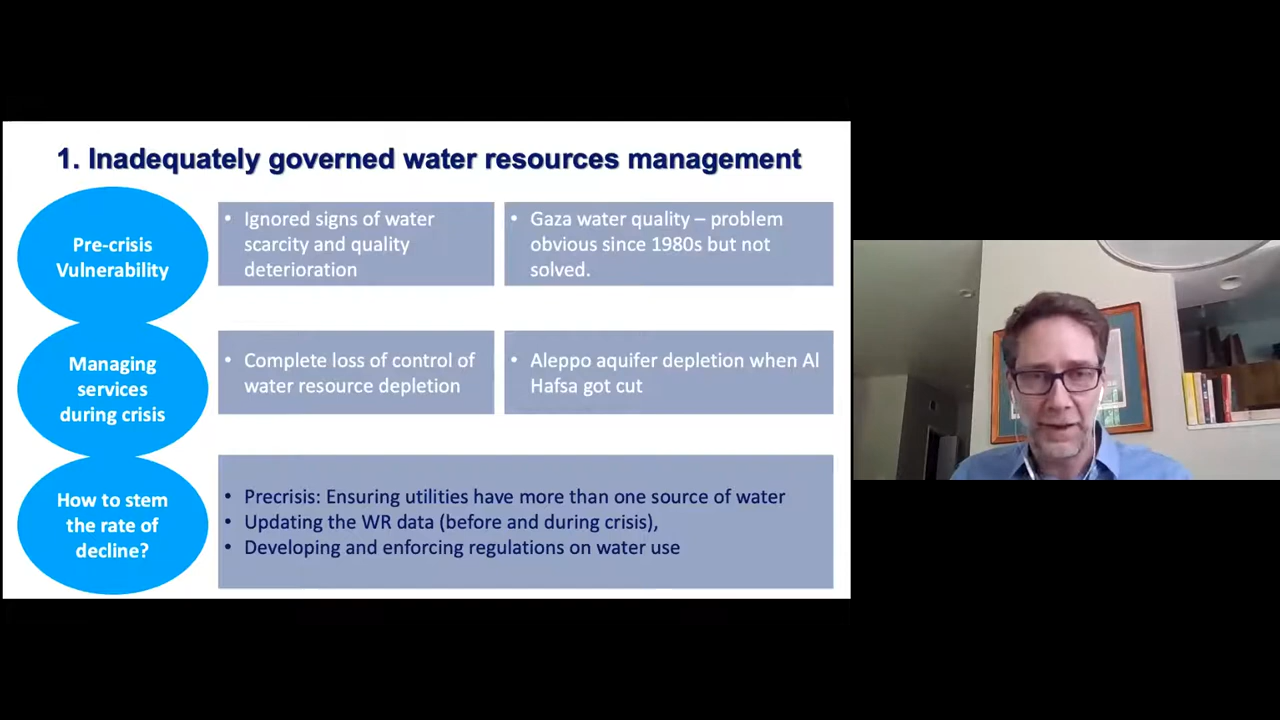 1. Inadequately governed water resources management
Pre-crisis
Vulnerability
• Ignored signs of water
scarcity and quality
deterioration
• Gaza water quality – problem
obvious since 1980s but not
solved.
Managing
services
during crisis
• Complete loss of control of
water resource depletion
• Aleppo aquifer depletion when Al
Hafsa got cut
How to stem
the rate of
decline?
• Precrisis: Ensuring utilities have more than one source of water
• Updating the WR data (before and during crisis),
• Developing and enforcing regulations on water use